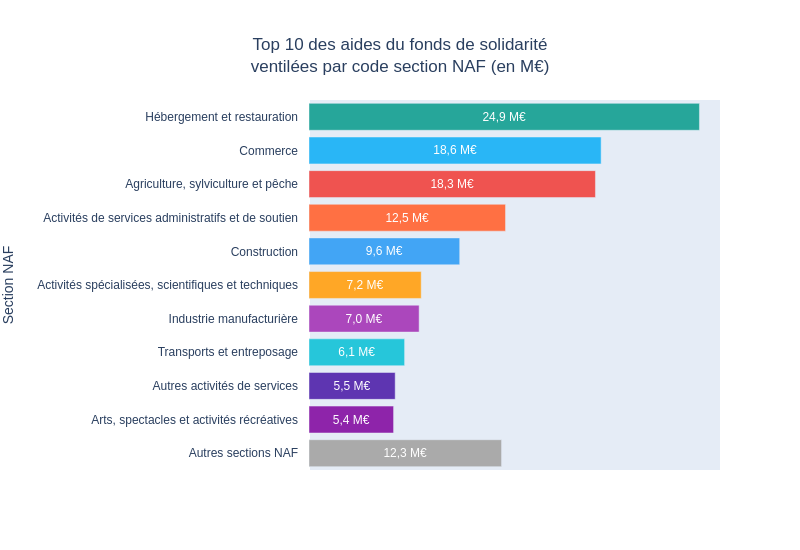 Top 10 des aides du fonds de solidarité
ventilées par code section NAF (en M€)
Section NAF
Hébergement et restauration 24,9 M€
Commerce 18,6 M€
Agriculture, sylviculture et pêche 18,3 M€
Activités de services administratifs et de soutien 12,5 M€
Construction 9,6 M€
Activités spécialisées, scientifiques et techniques 7,2 M€
Industrie manufacturière 7,0 M€
Transports et entreposage 6,1 M€
Autres activités de services 5,5 M€
Arts, spectacles et activités récréatives 5,4 M€
Autres sections NAF 12,3 M€